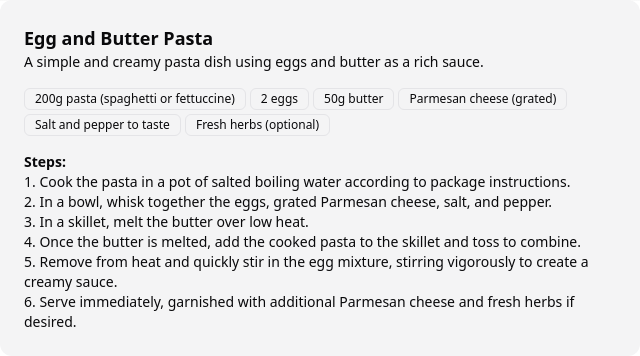 Egg and Butter Pasta
A simple and creamy pasta dish using eggs and butter as a rich sauce.
200g pasta (spaghetti or fettuccine) 2 eggs 50g butter Parmesan cheese (grated)
Salt and pepper to taste Fresh herbs (optional)
Steps:
1. Cook the pasta in a pot of salted boiling water according to package instructions.
2. In a bowl, whisk together the eggs, grated Parmesan cheese, salt, and pepper.
3. In a skillet, melt the butter over low heat.
4. Once the butter is melted, add the cooked pasta to the skillet and toss to combine.
5. Remove from heat and quickly stir in the egg mixture, stirring vigorously to create a
creamy sauce.
6. Serve immediately, garnished with additional Parmesan cheese and fresh herbs if
desired.